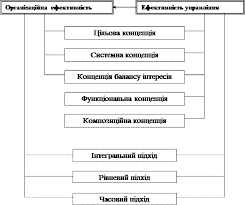 Організаційна ефективність
Ефективність управління
Цільова концепція
Системна концепція
Концепція балансу інтересів
Функціональна концепція
Композиційна концепція
Інтегральний підхід
Рівневий підхід
Часовий підхід